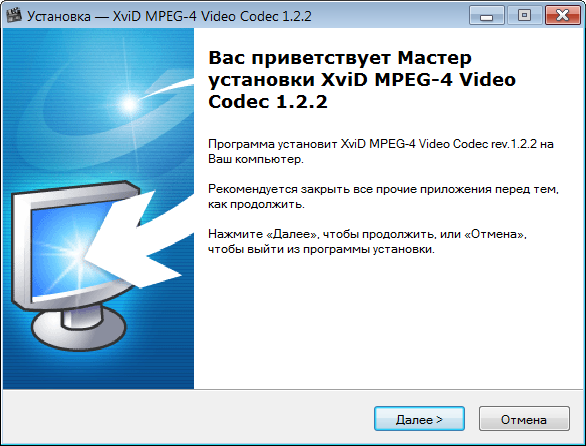 Установка — XviD MPEG-4 Video Codec 1.2.2
Вас приветствует Мастер
установки XviD MPEG-4 Video
Codec 1.2.2
Программа установит XviD MPEG-4 Video Codec rev.1.2.2 на
Ваш компьютер.
Рекомендуется закрыть все прочие приложения перед тем,
как продолжить.
Нажмите «Далее», чтобы продолжить, или «Отмена»,
чтобы выйти из программы установки.
Далее >
Отмена